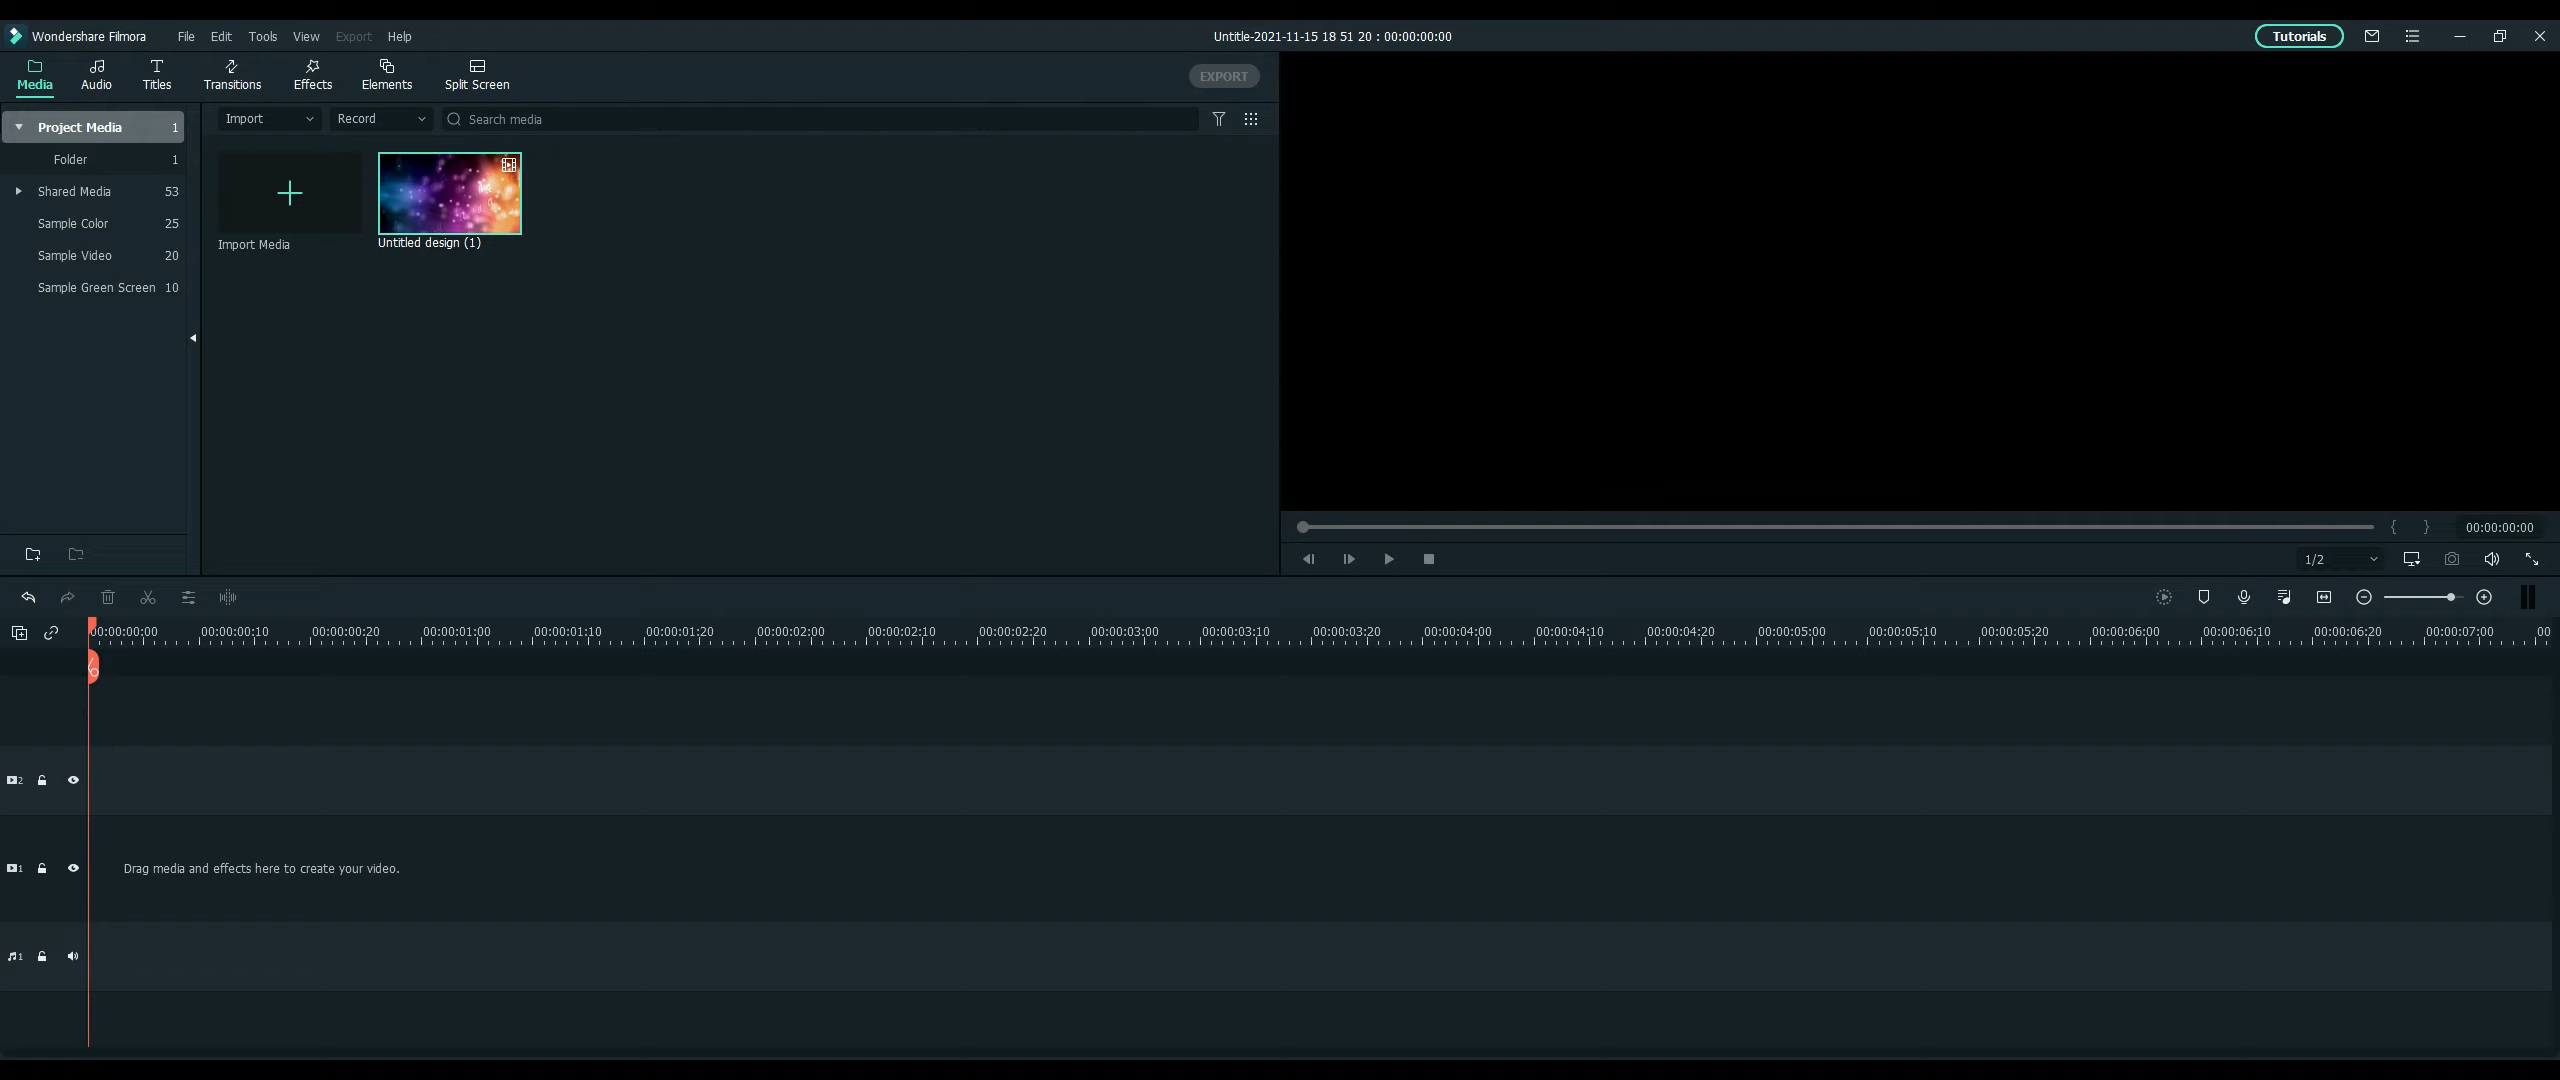 Wondershare Filmora File Edit Tools View Export Help Untitle-2021-11-15 18 51 20 : 00:00:00:00 Tutorials
Media Audio Titles Transitions Effects Elements Split Screen EXPORT
Project Media 1
Folder 1
Shared Media 53
Sample Color 25
Sample Video 20
Sample Green Screen 10
Import Record Search media
Import Media Untitled design (1)
{ } 00:00:00:00
1/2
00:00:00:00 00:00:00:10 00:00:00:20 00:00:01:00 00:00:01:10 00:00:01:20 00:00:02:00 00:00:02:10 00:00:02:20 00:00:03:00 00:00:03:10 00:00:03:20 00:00:04:00 00:00:04:10 00:00:04:20 00:00:05:00 00:00:05:10 00:00:05:20 00:00:06:00 00:00:06:10 00:00:06:20 00:00:07:00 00
2
1 Drag media and effects here to create your video.
1